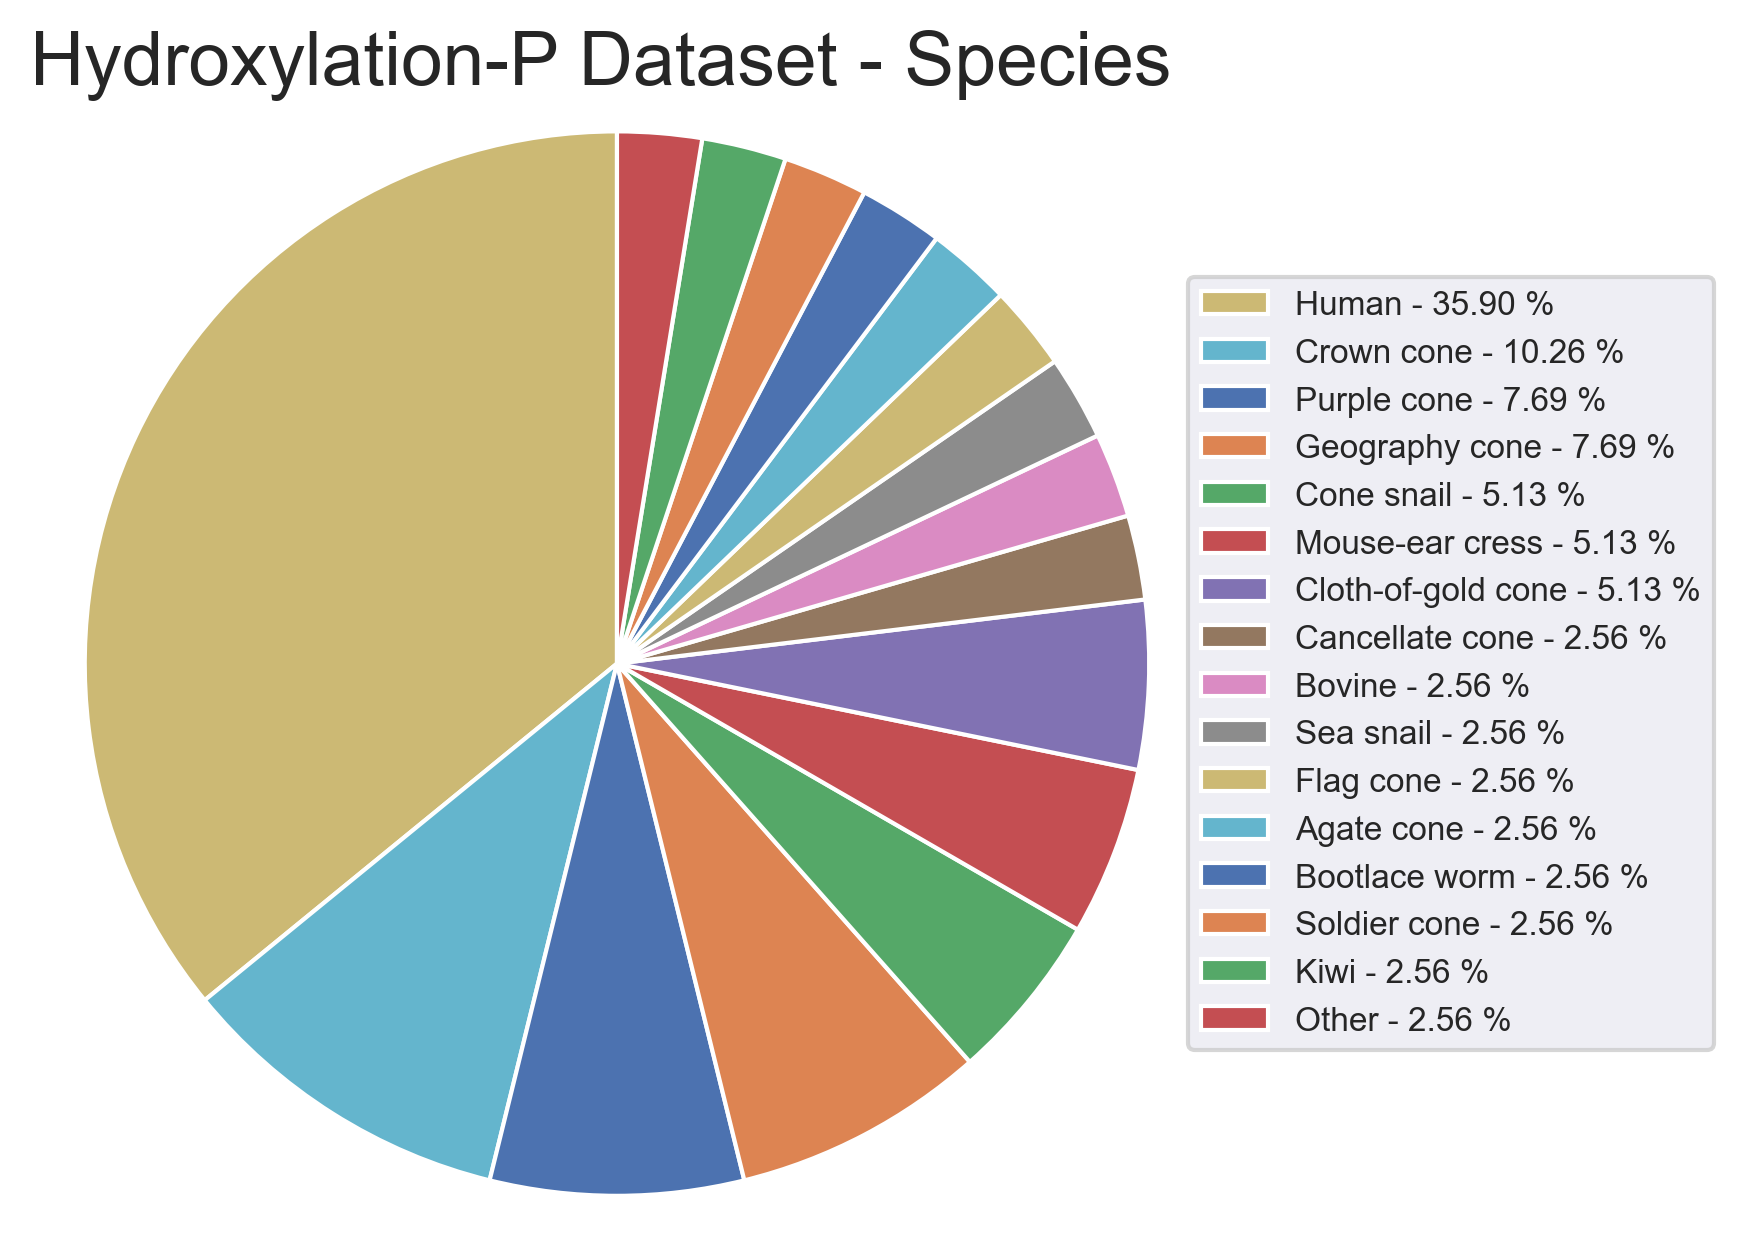 Hydroxylation-P Dataset - Species
Human - 35.90 %
Crown cone - 10.26 %
Purple cone - 7.69 %
Geography cone - 7.69 %
Cone snail - 5.13 %
Mouse-ear cress - 5.13 %
Cloth-of-gold cone - 5.13 %
Cancellate cone - 2.56 %
Bovine - 2.56 %
Sea snail - 2.56 %
Flag cone - 2.56 %
Agate cone - 2.56 %
Bootlace worm - 2.56 %
Soldier cone - 2.56 %
Kiwi - 2.56 %
Other - 2.56 %